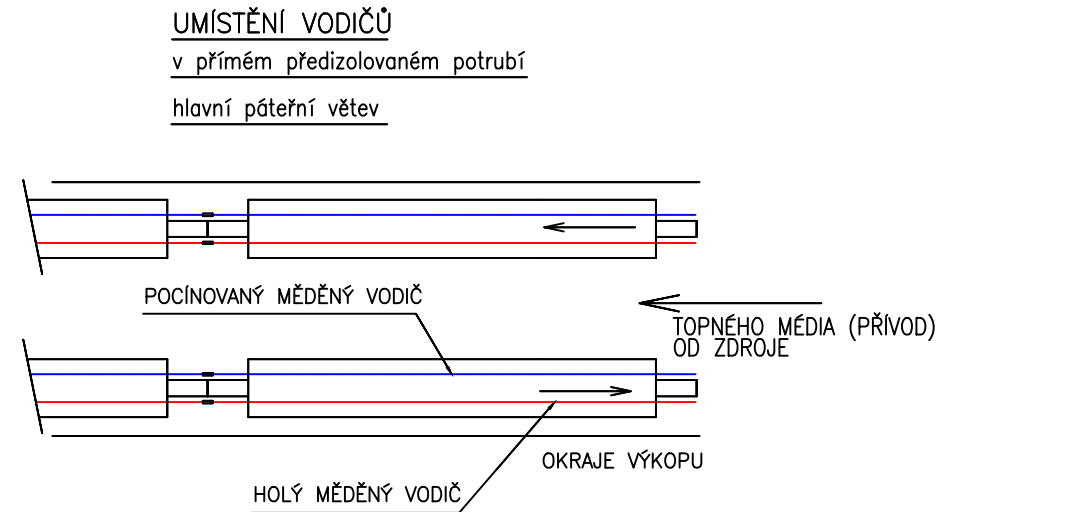 UMÍSTĚNÍ VODIČŮ
v přímém předizolovaném potrubí
hlavní páteřní větev
POCÍNOVANÝ MĚDĚNÝ VODIČ
TOPNÉHO MÉDIA (PŘÍVOD)
OD ZDROJE
OKRAJE VÝKOPU
HOLÝ MĚDĚNÝ VODIČ